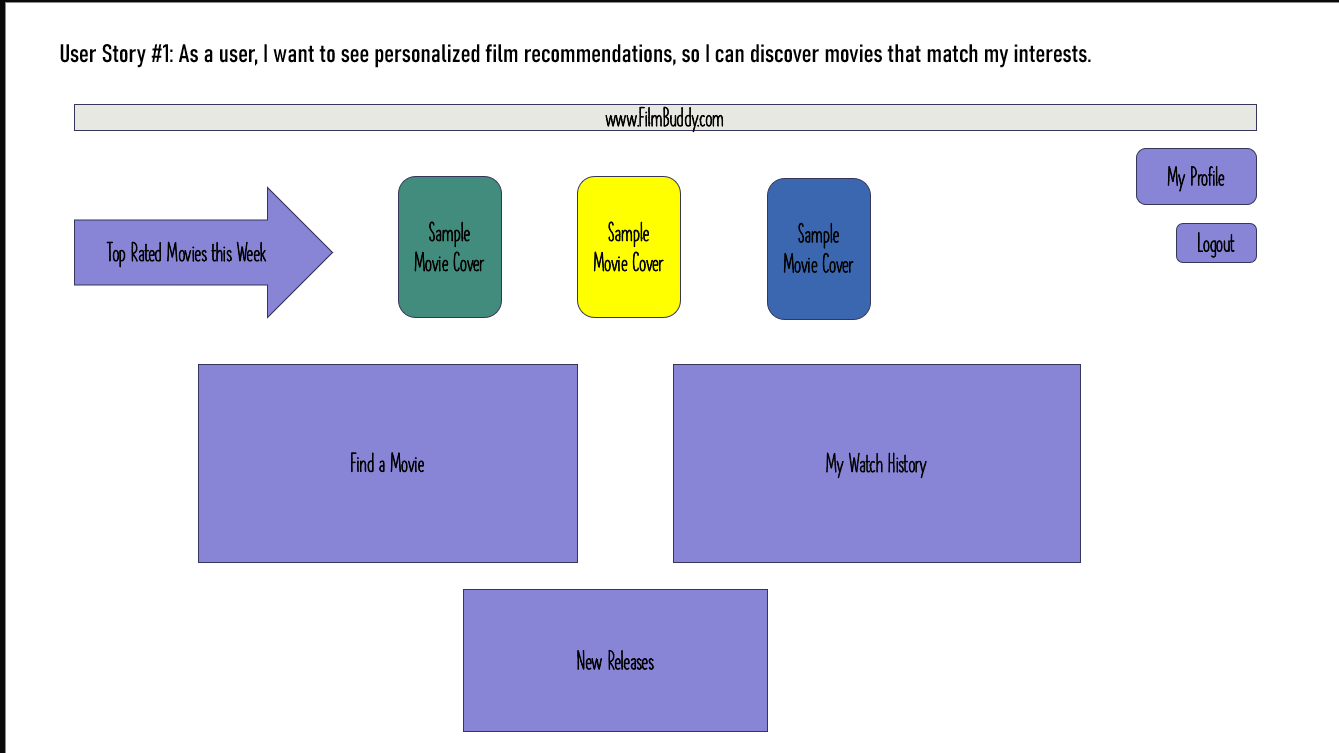 User Story #1: As a user, I want to see personalized film recommendations, so I can discover movies that match my interests.
www.FilmBuddy.com
My Profile
Logout
Top Rated Movies this Week
Sample
Movie Cover
Sample
Movie Cover
Sample
Movie Cover
Find a Movie
My Watch History
New Releases